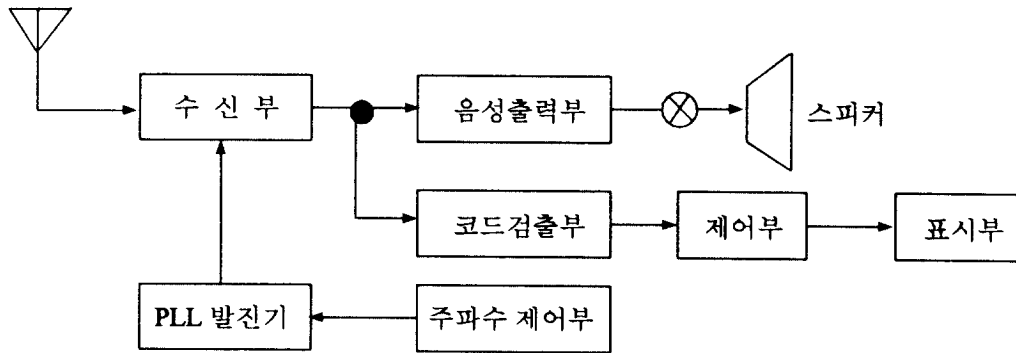 수 신 부
음성출력부
스피커
코드검출부
제어부
표시부
PLL 발진기
주파수 제어부